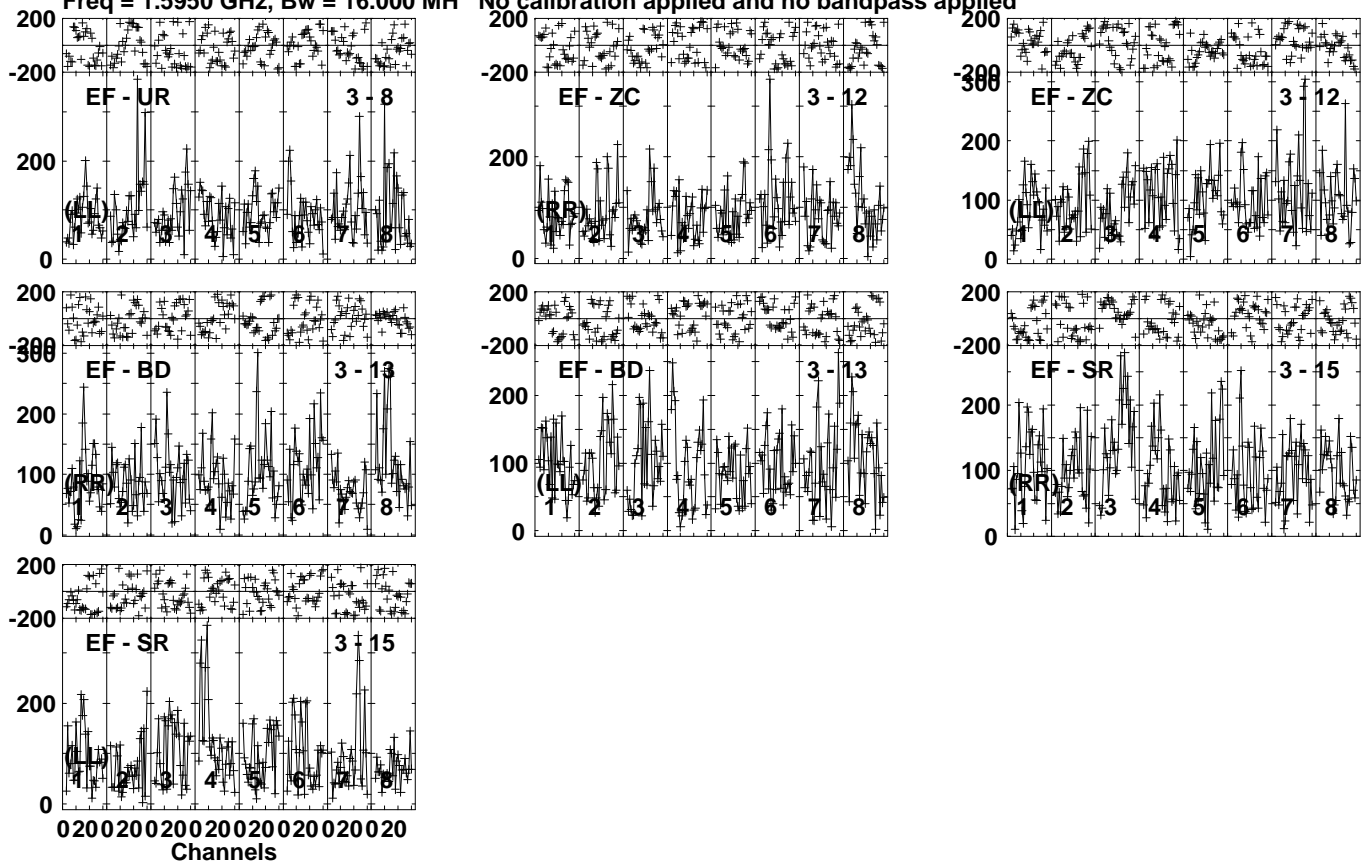 Freq = 1.5950 GHz, Bw = 16.000 MH No calibration applied and no bandpass applied
200
-200
EF - UR 3 - 8
200
(LL)
1 2 3 4 5 6 7 8
0
200
-200
EF - ZC 3 - 12
200
(RR)
1 2 3 4 5 6 7 8
0
200
-200
300
EF - ZC 3 - 12
200
100
(LL)
1 2 3 4 5 6 7 8
0
200
-200
300
EF - BD 3 - 13
200
100
(RR)
1 2 3 4 5 6 7 8
0
200
-200
EF - BD 3 - 13
200
100
(LL)
1 2 3 4 5 6 7 8
0
200
-200
EF - SR 3 - 15
200
100
(RR)
1 2 3 4 5 6 7 8
0
200
-200
EF - SR 3 - 15
200
(LL)
1 2 3 4 5 6 7 8
0
0 20 0 20 0 20 0 20 0 20 0 20 0 20 0 20
Channels